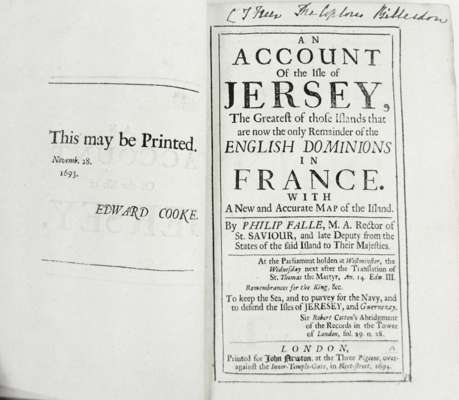 This may be Printed.
Novemb. 28.
1693.
EDWARD COOKE.
AN
ACCOUNT
Of the Isle of
JERSEY,
The Greatest of those Islands that
are now the only Remainder of the
ENGLISH DOMINIONS
IN
FRANCE.
WITH
A New and Accurate MAP of the Island.
By PHILIP FALLE, M. A. Rector of
St. SAVIOUR, and late Deputy from the
States of the said Island to Their Majesties.
At the Parliament holden at Westminster, the
Wednesday next after the Translation of
St. Thomas the Martyr, An. 14. Edw III.
Remembrances for the King, &c.
To keep the Sea, and to purvey for the Navy, and
to defend the Isles of JERESEY, and Guernezay.
Sir Robert Cotton's Abridgment
of the Records in the Tower
of London, fol. 29. n. 28.
LONDON,
Printed for John Newton, at the Three Pigeons, over-
against the Inner-Temple-Gate, in Fleet-street, 1694.